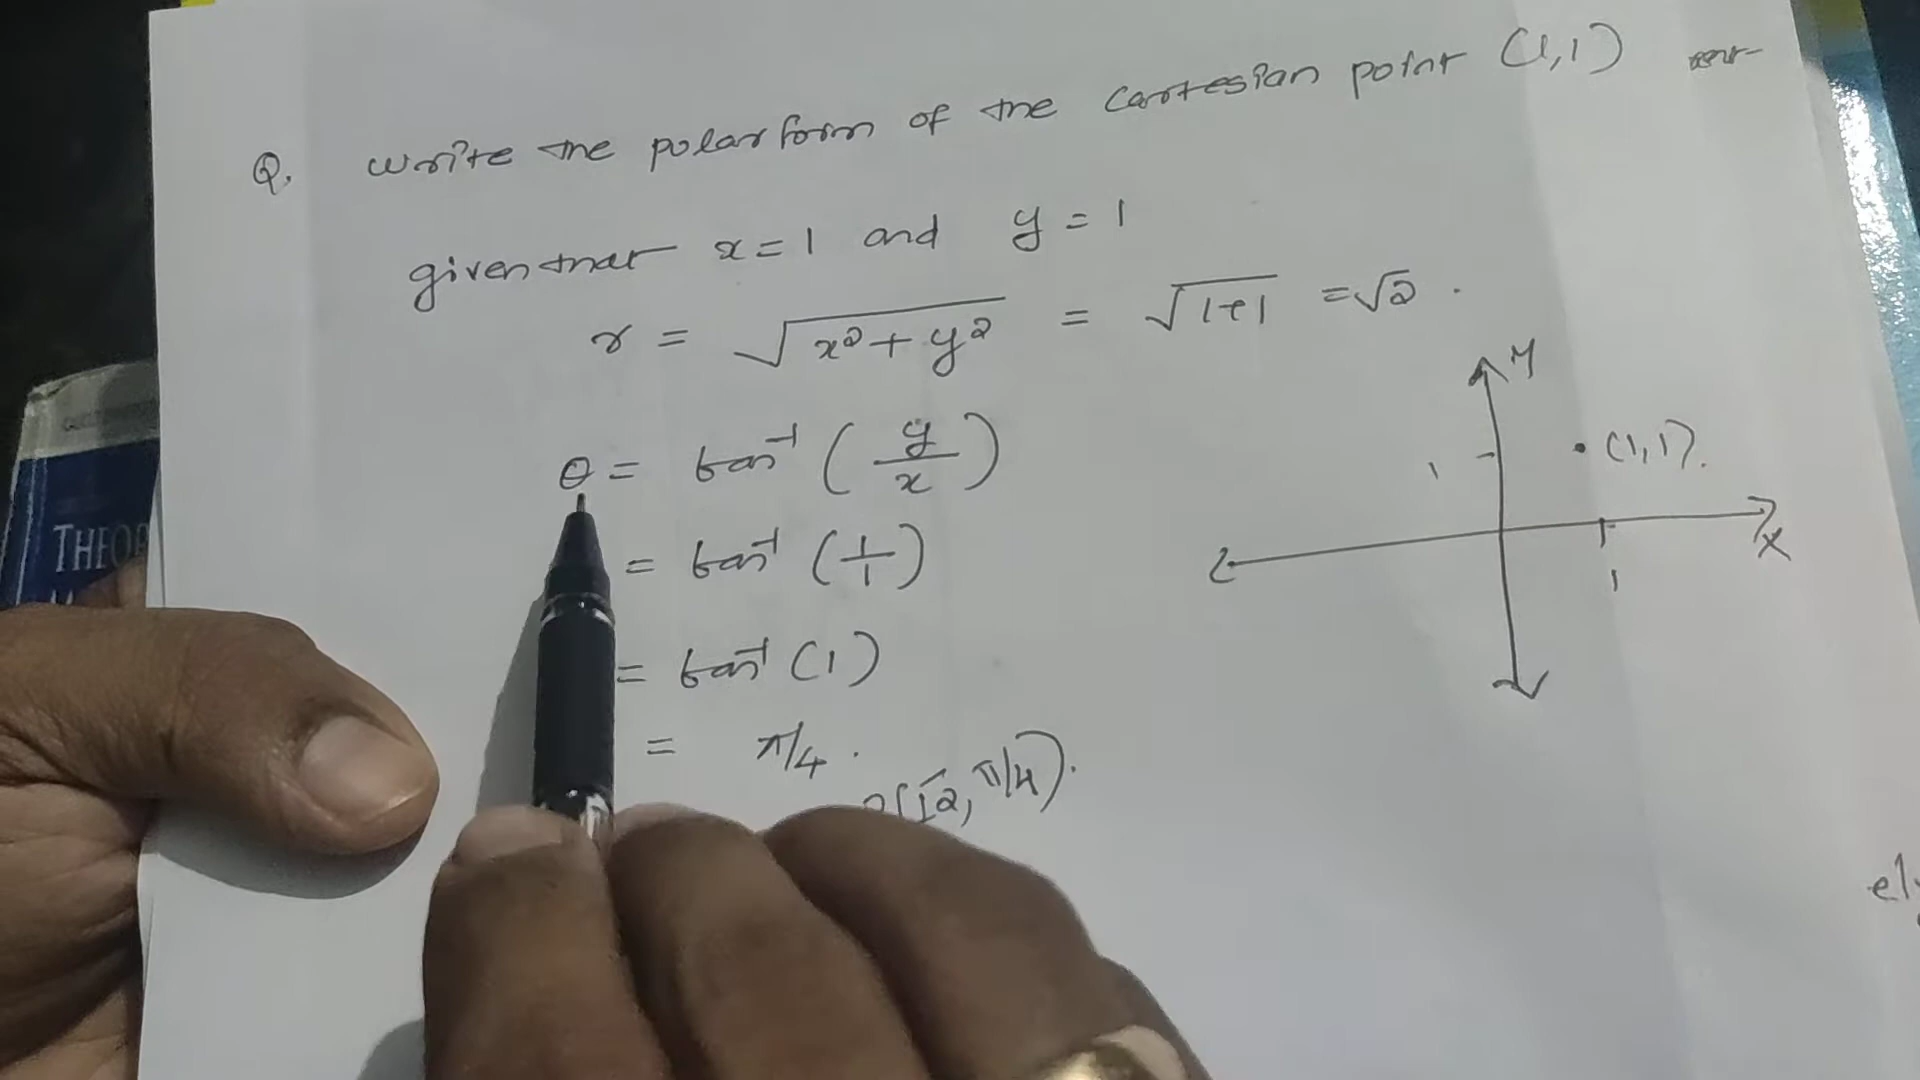 Q. Write the polar form of the cartesian point (1,1)
given that x = 1 and y = 1
r = √(x² + y²) = √(1+1) = √2 .
θ = tan⁻¹ (y/x)
= tan⁻¹ (1/1)
= tan⁻¹ (1)
= π/4 .
(√2, π/4).
Y
1
(1,1).
X
1
THEO